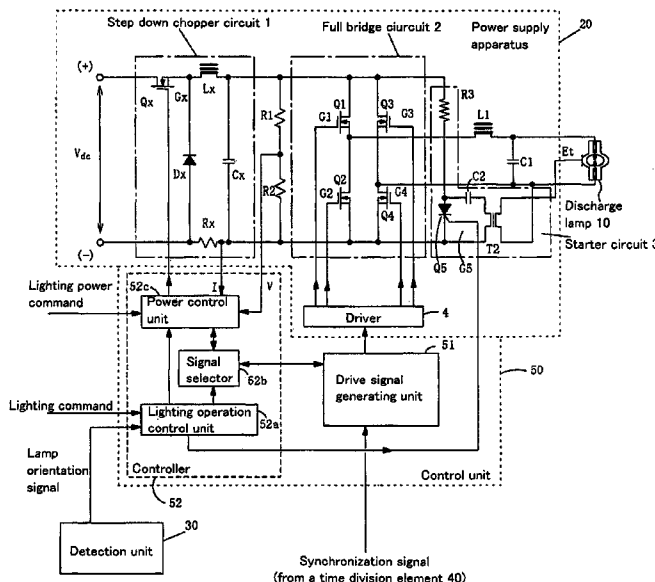 Step down chopper circuit 1
Full bridge ciurcuit 2
Power supply
apparatus
20
(+)
Qx
Gx
Lx
R1
Q1
Q3
G1
G3
R3
L1
Vdc
Dx
Cx
R2
Q2
G2
G4
Q4
C2
C1
Et
Discharge
lamp 10
Rx
(-)
Q5
G5
T2
Starter circuit 3
52c
I
V
Lighting power
command
Power control
unit
Driver
4
51
Signal
selector
52b
Drive signal
generating unit
50
Lighting command
Lighting operation
control unit
52a
Lamp
orientation
signal
Controller
Control unit
52
30
Detection unit
Synchronization signal
(from a time division element 40)